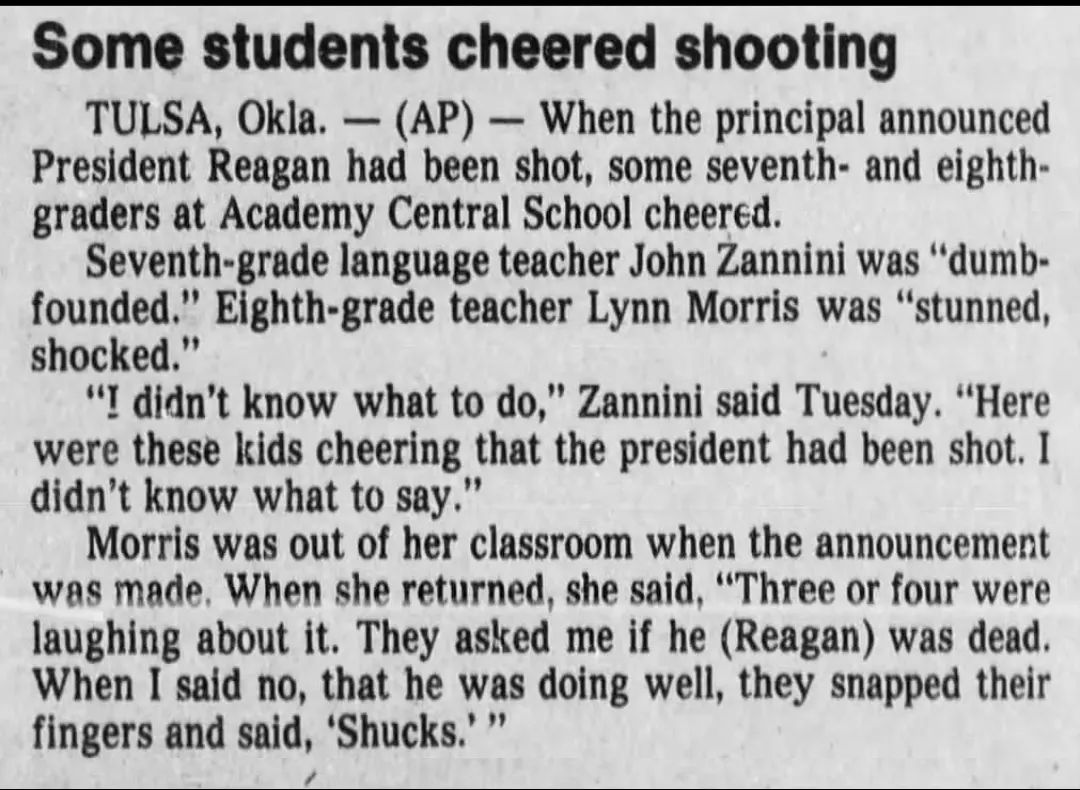 Some students cheered shooting
TULSA, Okla. — (AP) — When the principal announced
President Reagan had been shot, some seventh- and eighth-
graders at Academy Central School cheered.
Seventh-grade language teacher John Zannini was “dumb-
founded.” Eighth-grade teacher Lynn Morris was “stunned,
shocked.”
“I didn’t know what to do,” Zannini said Tuesday. “Here
were these kids cheering that the president had been shot. I
didn’t know what to say.”
Morris was out of her classroom when the announcement
was made. When she returned, she said, “Three or four were
laughing about it. They asked me if he (Reagan) was dead.
When I said no, that he was doing well, they snapped their
fingers and said, ‘Shucks.’ ”